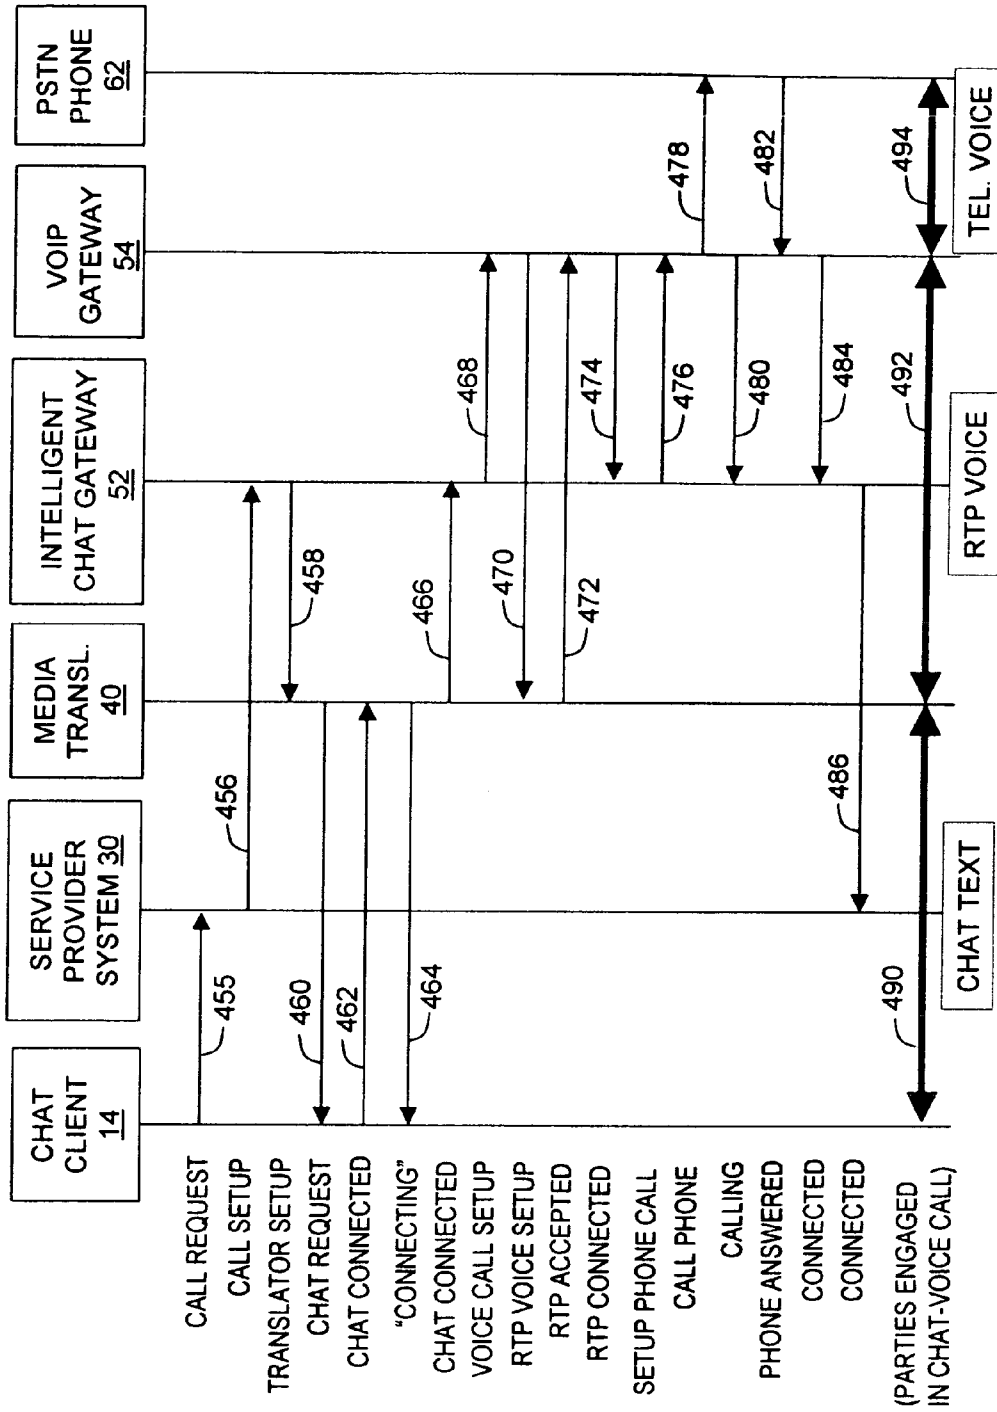 CHAT
CLIENT
14
SERVICE
PROVIDER
SYSTEM 30
MEDIA
TRANSL.
40
INTELLIGENT
CHAT GATEWAY
52
VOIP
GATEWAY
54
PSTN
PHONE
62
CALL REQUEST
455
CALL SETUP
456
TRANSLATOR SETUP
458
CHAT REQUEST
460
CHAT CONNECTED
462
"CONNECTING"
464
CHAT CONNECTED
466
VOICE CALL SETUP
468
RTP VOICE SETUP
470
RTP ACCEPTED
472
RTP CONNECTED
474
SETUP PHONE CALL
476
CALL PHONE
478
CALLING
480
PHONE ANSWERED
482
CONNECTED
484
CONNECTED
486
(PARTIES ENGAGED
IN CHAT-VOICE CALL)
490
492
494
CHAT TEXT
RTP VOICE
TEL. VOICE